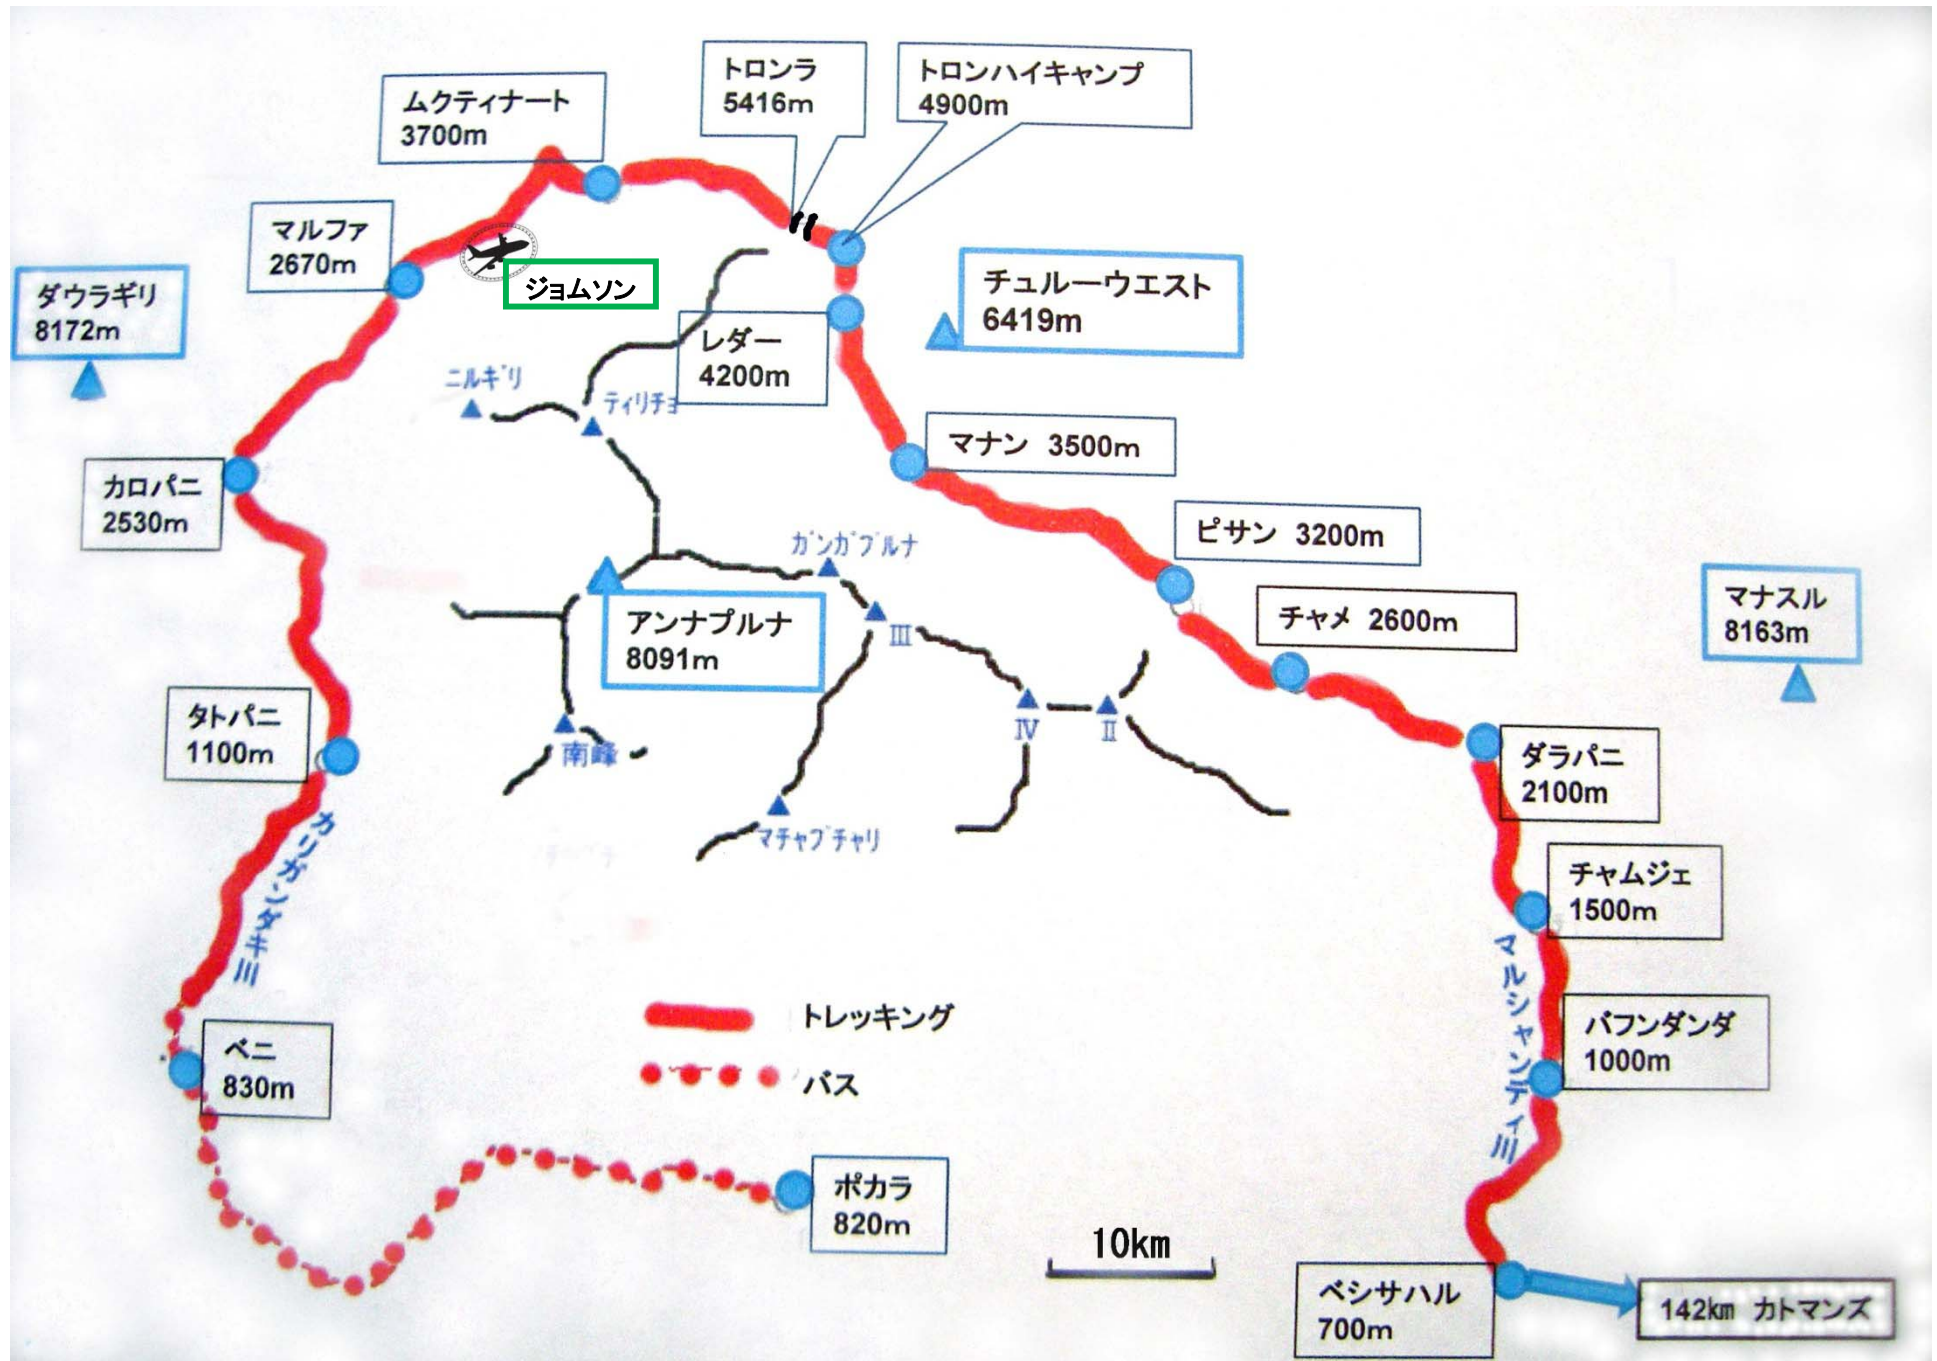 ムクティナート
3700m
トロンラ
5416m
トロンハイキャンプ
4900m
マルファ
2670m
ジョムソン
ダウラギリ
8172m
チュルーウエスト
6419m
レダー
4200m
ニルギリ
ティリチョ
マナン 3500m
カロパニ
2530m
ピサン 3200m
ガンガプルナ
マナスル
8163m
チャメ 2600m
アンナプルナ
8091m
III
タトパニ
1100m
IV
II
南峰
ダラパニ
2100m
マチャプチャリ
カリガンダキ川
チャムジェ
1500m
マルシャンディ川
トレッキング
バフンダンダ
1000m
ベニ
830m
バス
ポカラ
820m
10km
ベシサハル
700m
142㎞ カトマンズ